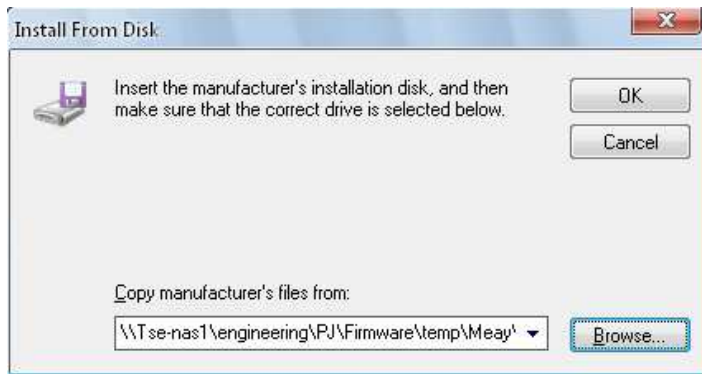 Install From Disk
Insert the manufacturer's installation disk, and then
make sure that the correct drive is selected below.
OK
Cancel
Copy manufacturer's files from:
\\Tse-nas1\engineering\PJ\Firmware\temp\Meay\
Browse...